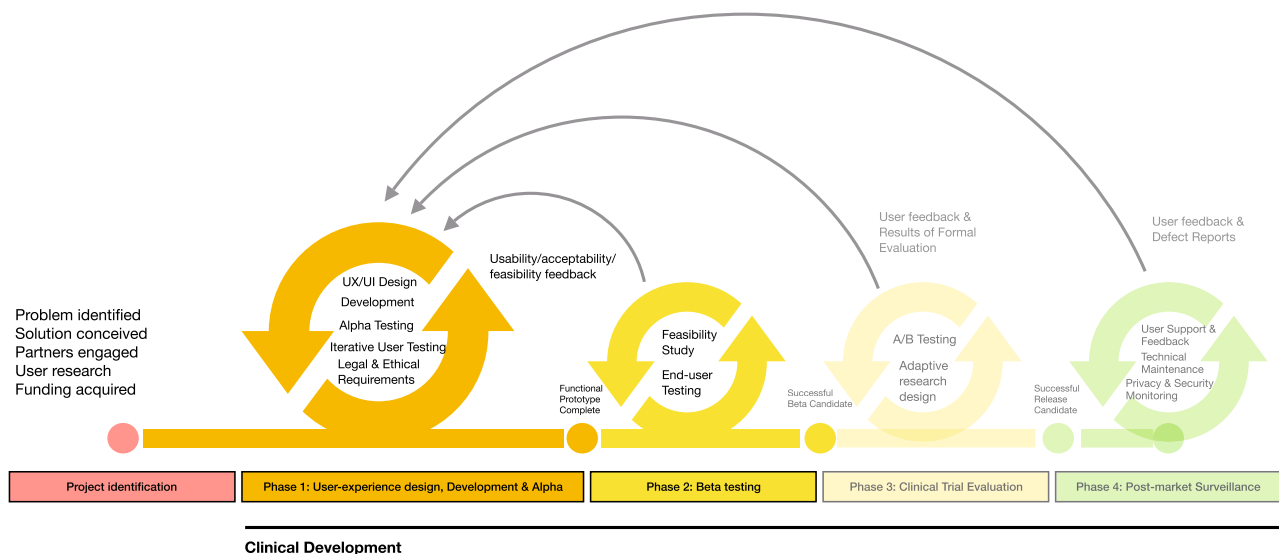 Problem identified
Solution conceived
Partners engaged
User research
Funding acquired
UX/UI Design
Development
Alpha Testing
Iterative User Testing
Legal & Ethical
Requirements
Usability/acceptability/
feasibility feedback
Functional
Prototype
Complete
Feasibility
Study
End-user
Testing
User feedback &
Results of Formal
Evaluation
Successful
Beta Candidate
A/B Testing
Adaptive
research
design
User feedback &
Defect Reports
Successful
Release
Candidate
User Support &
Feedback
Technical
Maintenance
Privacy & Security
Monitoring
Project identification
Phase 1: User-experience design, Development & Alpha
Phase 2: Beta testing
Phase 3: Clinical Trial Evaluation
Phase 4: Post-market Surveillance
Clinical Development